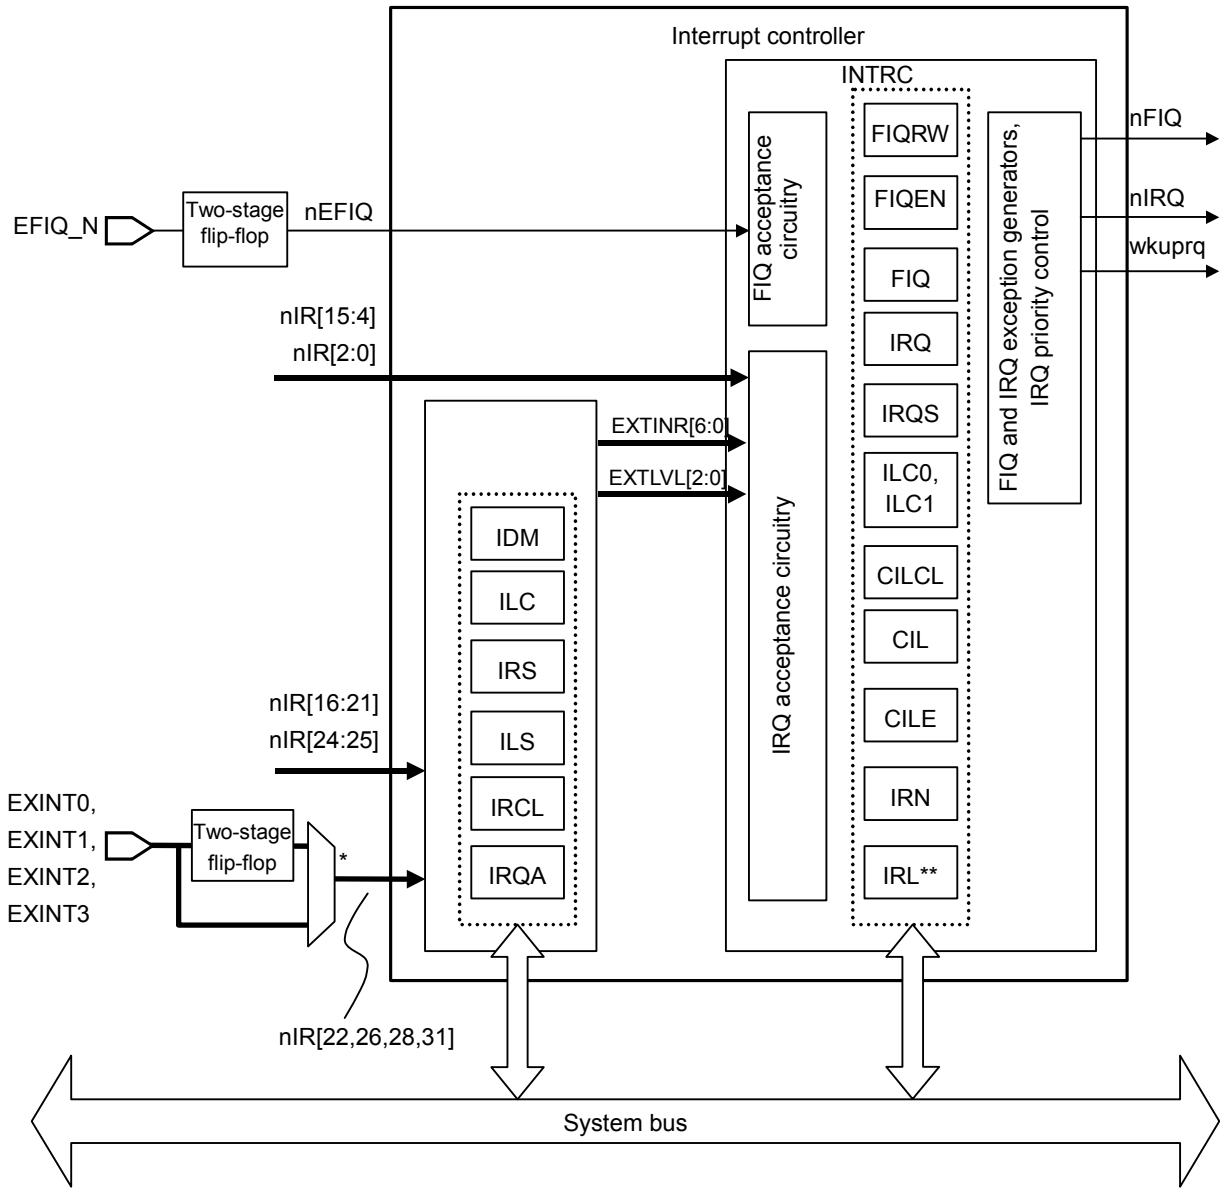 Interrupt controller
INTRC
FIQRW
FIQEN
FIQ
IRQ
IRQS
ILC0,
ILC1
CILCL
CIL
CILE
IRN
IRL**
FIQ acceptance
circuitry
IRQ acceptance circuitry
FIQ and IRQ exception generators,
IRQ priority control
nFIQ
nIRQ
wkuprq
EFIQ_N
Two-stage
flip-flop
nEFIQ
nIR[15:4]
nIR[2:0]
EXTINR[6:0]
EXTLVL[2:0]
IDM
ILC
IRS
ILS
IRCL
IRQA
nIR[16:21]
nIR[24:25]
EXINT0,
EXINT1,
EXINT2,
EXINT3
Two-stage
flip-flop
*
nIR[22,26,28,31]
System bus